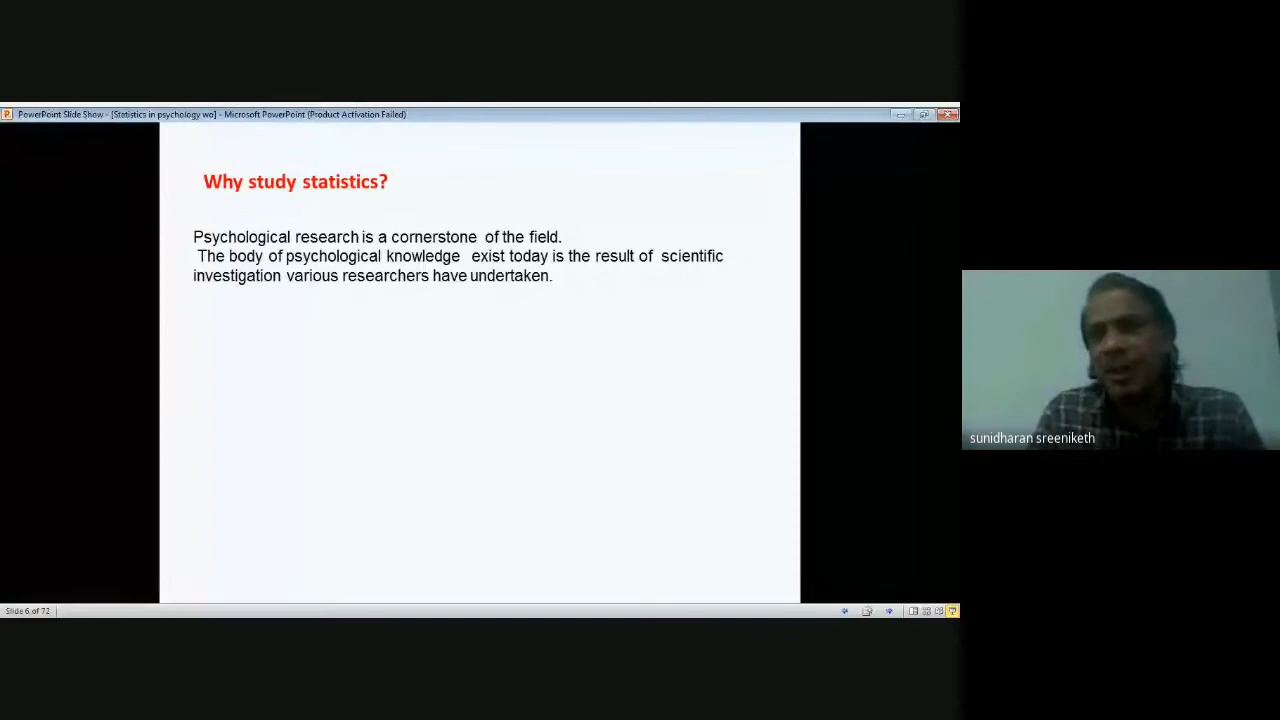 PowerPoint Slide Show - [Statistics in psychology wo] - Microsoft PowerPoint (Product Activation Failed)
Why study statistics?
Psychological research is a cornerstone of the field.
The body of psychological knowledge exist today is the result of scientific
investigation various researchers have undertaken.
sunidharan sreeniketh
Slide 6 of 72